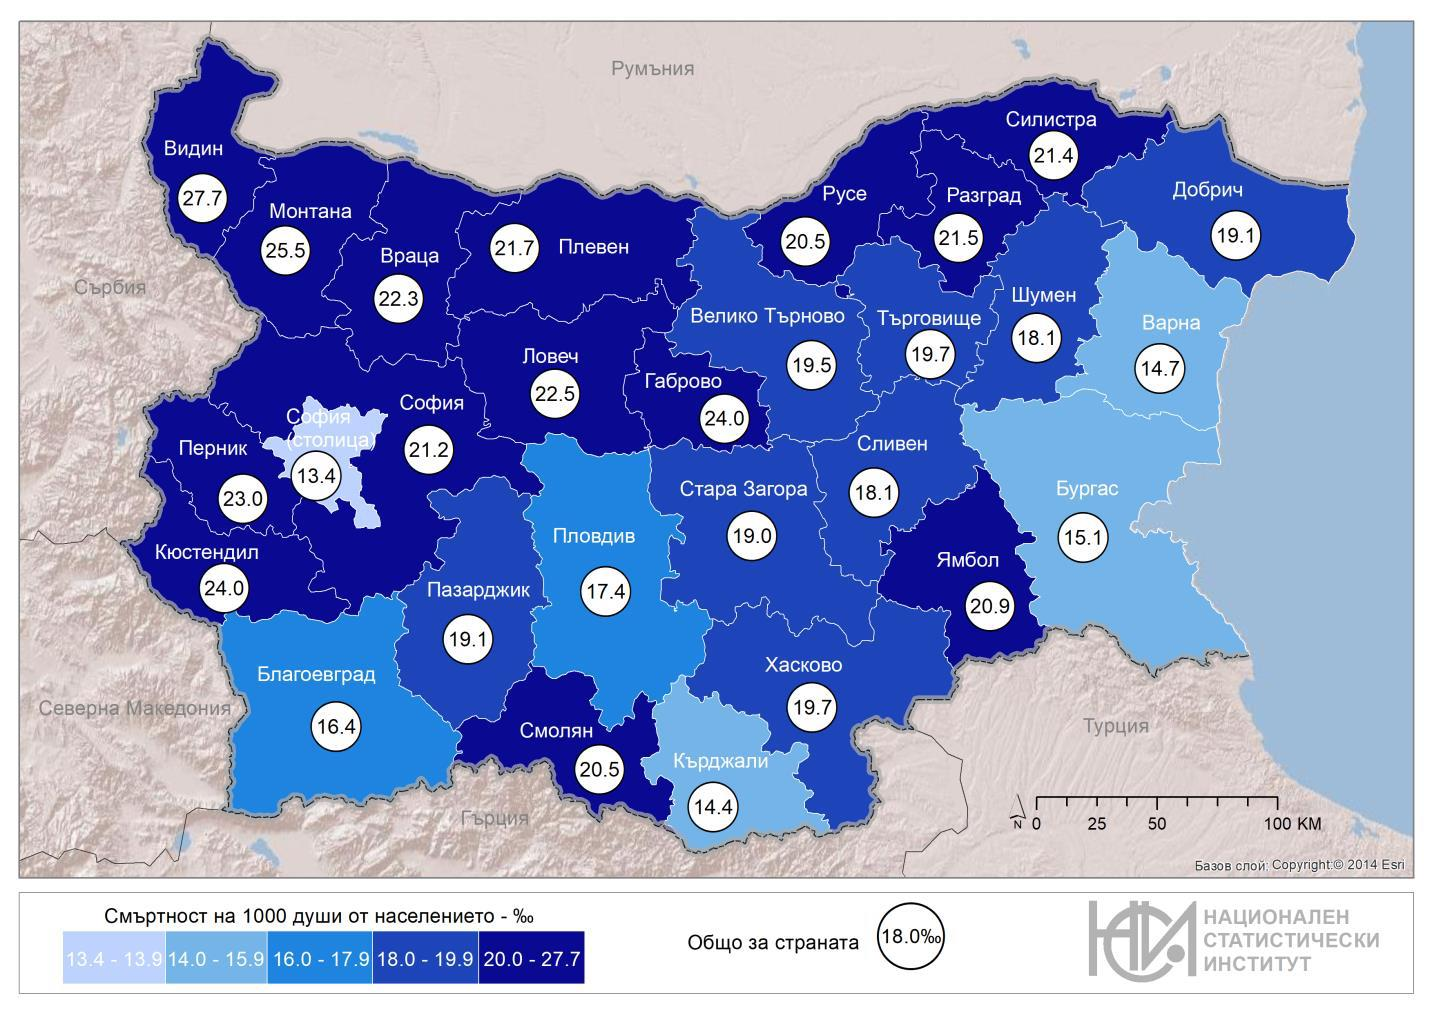 Румъния
Силистра
21.4
Видин
27.7
Добрич
19.1
Русе
20.5
Разград
21.5
Монтана
25.5
Плевен
21.7
Враца
22.3
Сърбия
Шумен
18.1
Велико Търново
19.5
Търговище
19.7
Варна
14.7
Ловеч
22.5
Габрово
24.0
София
(столица)
13.4
София
21.2
Перник
23.0
Сливен
18.1
Стара Загора
19.0
Бургас
15.1
Пловдив
17.4
Кюстендил
24.0
Ямбол
20.9
Пазарджик
19.1
Хасково
19.7
Благоевград
16.4
Северна Македония
Смолян
20.5
Турция
Кърджали
14.4
Гърция
N 0 25 50 100 KM
Базов слой: Copyright:© 2014 Esri
Смъртност на 1000 души от населението - ‰
13.4 - 13.9 14.0 - 15.9 16.0 - 17.9 18.0 - 19.9 20.0 - 27.7
Общо за страната 18.0‰
НСИ
НАЦИОНАЛЕН
СТАТИСТИЧЕСКИ
ИНСТИТУТ